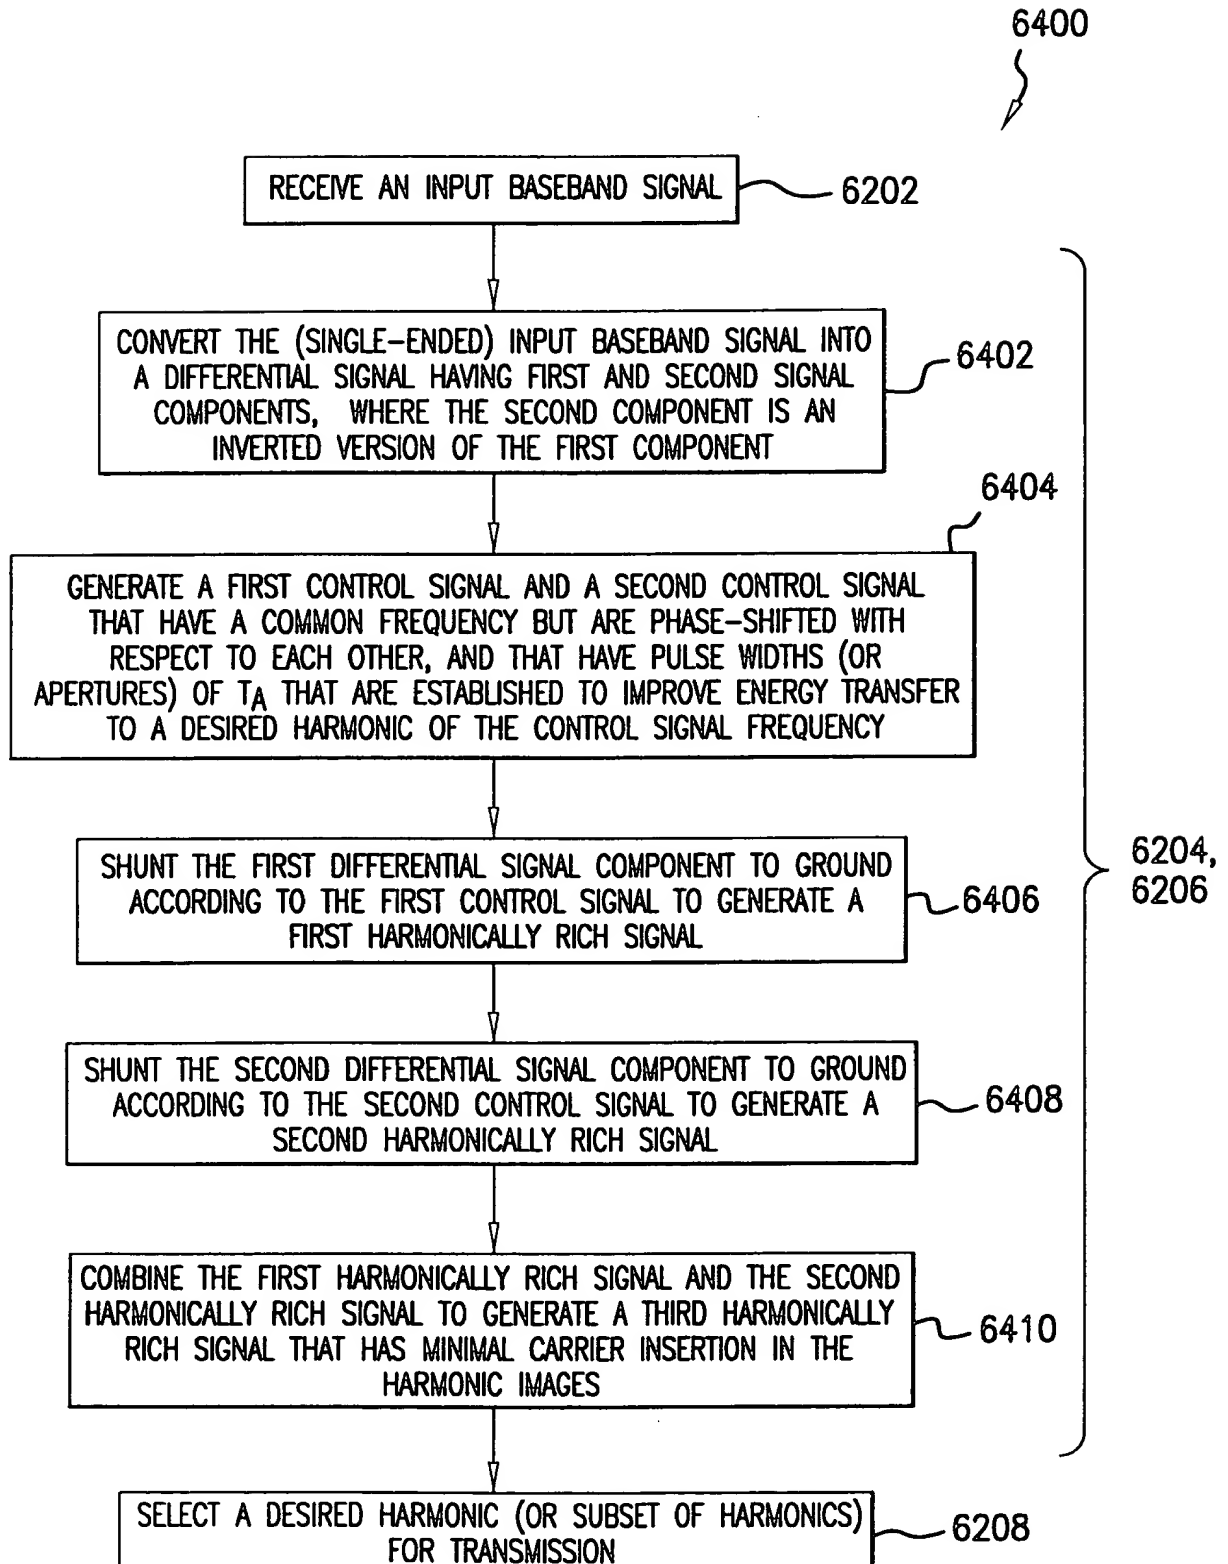 6400
RECEIVE AN INPUT BASEBAND SIGNAL
6202
CONVERT THE (SINGLE-ENDED) INPUT BASEBAND SIGNAL INTO
A DIFFERENTIAL SIGNAL HAVING FIRST AND SECOND SIGNAL
COMPONENTS, WHERE THE SECOND COMPONENT IS AN
INVERTED VERSION OF THE FIRST COMPONENT
6402
6404
GENERATE A FIRST CONTROL SIGNAL AND A SECOND CONTROL SIGNAL
THAT HAVE A COMMON FREQUENCY BUT ARE PHASE-SHIFTED WITH
RESPECT TO EACH OTHER, AND THAT HAVE PULSE WIDTHS (OR
APERTURES) OF TA THAT ARE ESTABLISHED TO IMPROVE ENERGY TRANSFER
TO A DESIRED HARMONIC OF THE CONTROL SIGNAL FREQUENCY
SHUNT THE FIRST DIFFERENTIAL SIGNAL COMPONENT TO GROUND
ACCORDING TO THE FIRST CONTROL SIGNAL TO GENERATE A
FIRST HARMONICALLY RICH SIGNAL
6406
6204,
6206
SHUNT THE SECOND DIFFERENTIAL SIGNAL COMPONENT TO GROUND
ACCORDING TO THE SECOND CONTROL SIGNAL TO GENERATE A
SECOND HARMONICALLY RICH SIGNAL
6408
COMBINE THE FIRST HARMONICALLY RICH SIGNAL AND THE SECOND
HARMONICALLY RICH SIGNAL TO GENERATE A THIRD HARMONICALLY
RICH SIGNAL THAT HAS MINIMAL CARRIER INSERTION IN THE
HARMONIC IMAGES
6410
SELECT A DESIRED HARMONIC (OR SUBSET OF HARMONICS)
FOR TRANSMISSION
6208